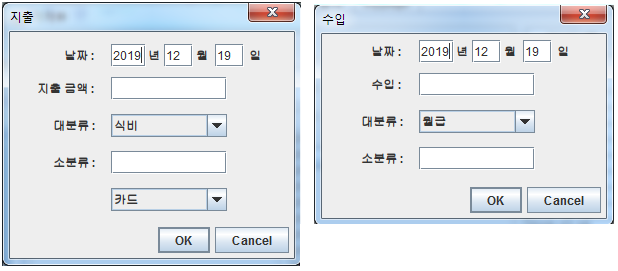 지출
날짜 : 2019 년 12 월 19 일
지출 금액 :
대분류 : 식비
소분류 :
카드
OK Cancel
수입
날짜 : 2019 년 12 월 19 일
수입 :
대분류 : 월급
소분류 :
OK Cancel